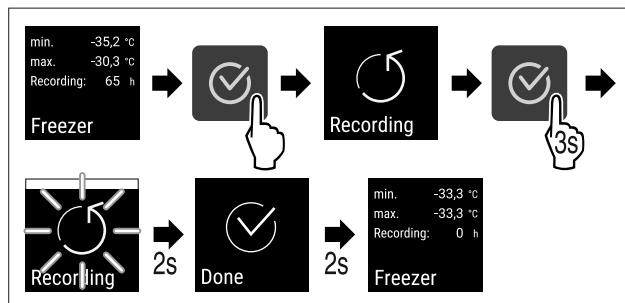 min. -35,2 °C
max. -30,3 °C
Recording: 65 h
Freezer
Recording
3s
Recording
2s
Done
2s
min. -33,3 °C
max. -33,3 °C
Recording: 0 h
Freezer